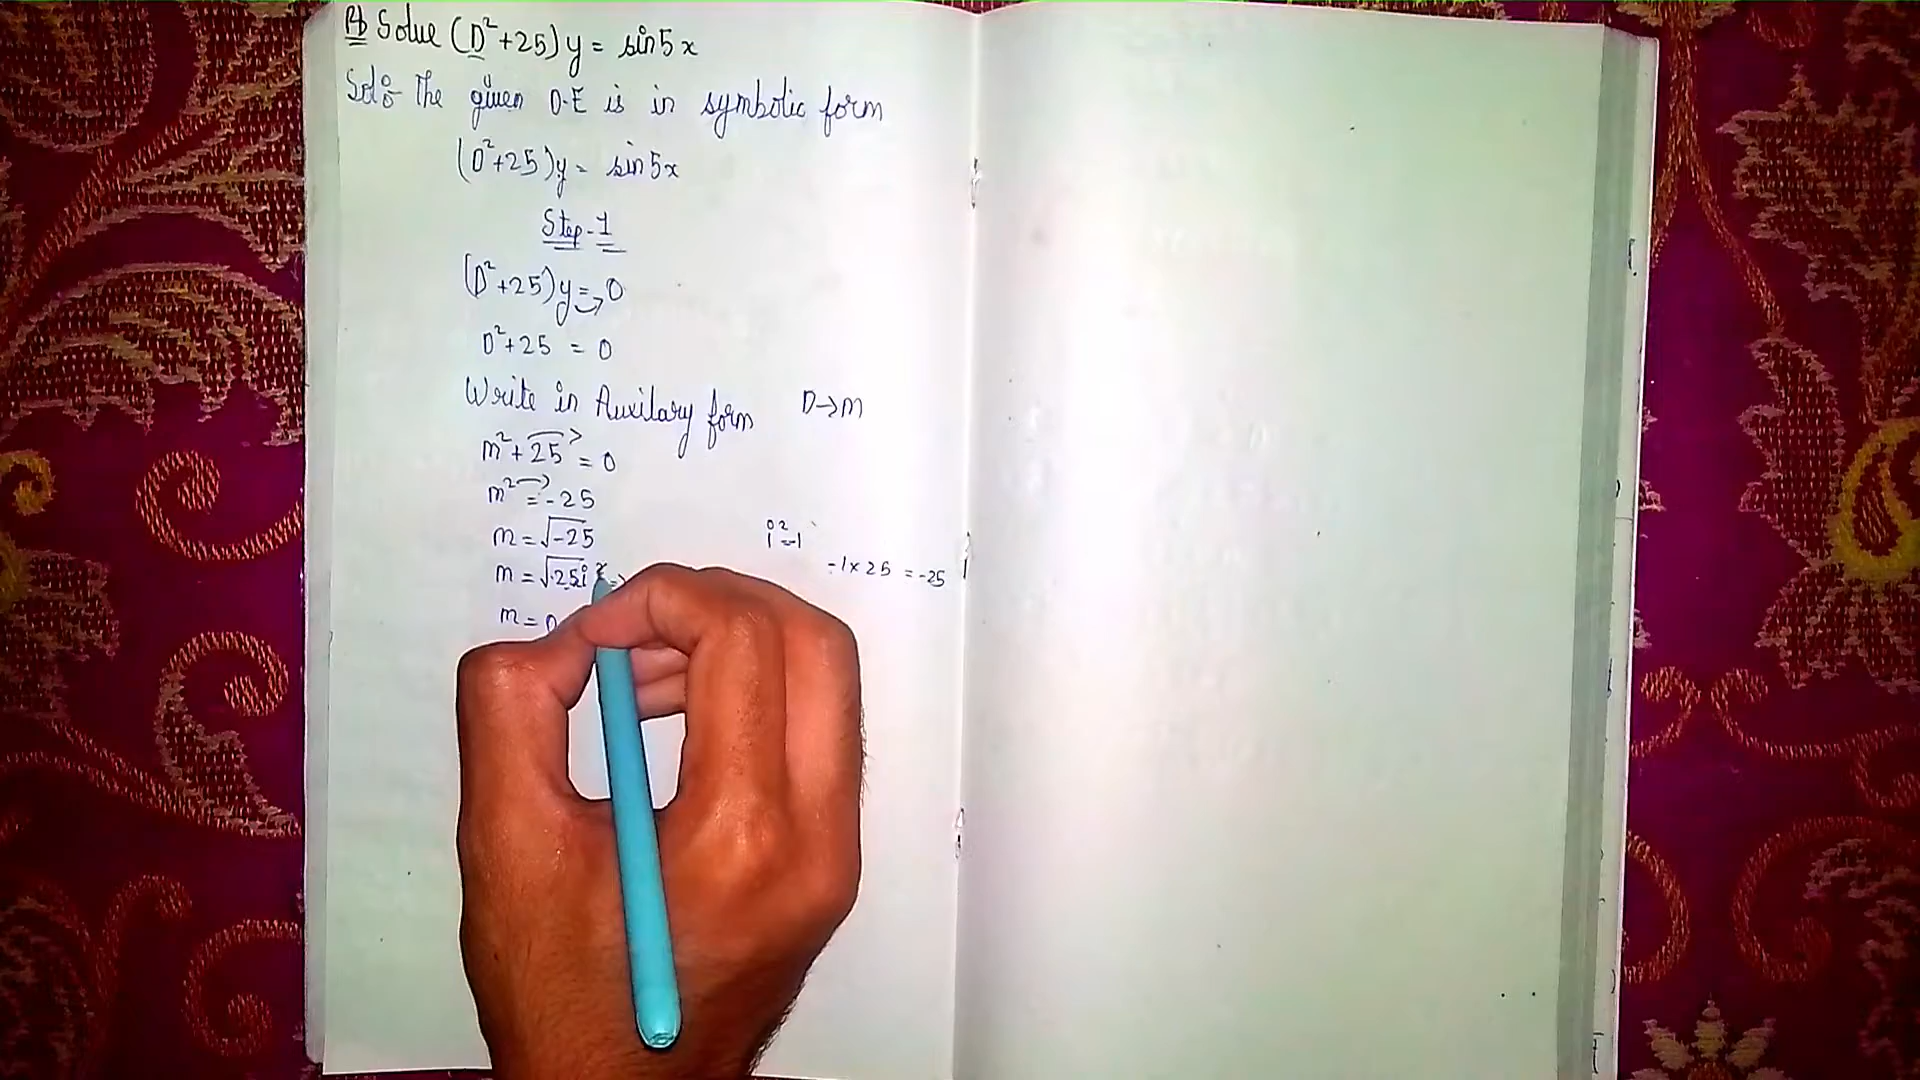 Pb Solve (D²+25)y = sin5x
Sol:- The given D.E is in symbolic form
(D²+25)y = sin5x
Step-1
(D²+25)y = 0
D²+25 = 0
Write in Auxilary form D→m
m²+25 = 0
m² = -25
m = √-25
i² = -1
m = √25i²
-1×25 = -25
m = 0